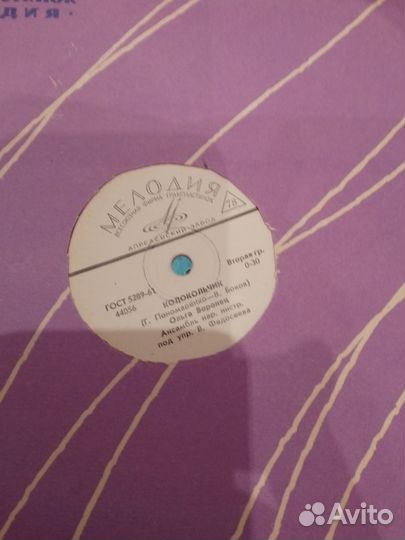 МЕЛОДИЯ
ВСЕСОЮЗНАЯ ФИРМА ГРАМПЛАСТИНОК
78
АПРЕЛЕВСКИЙ ЗАВОД
ГОСТ 5289-61
44056
Вторая гр.
0-30
КОЛОКОЛЬЧИК
(Г. Пономаренко—В. Боков)
Ольга Воронец
Ансамбль нар. инстр.
под упр. В. Федосеева
Avito